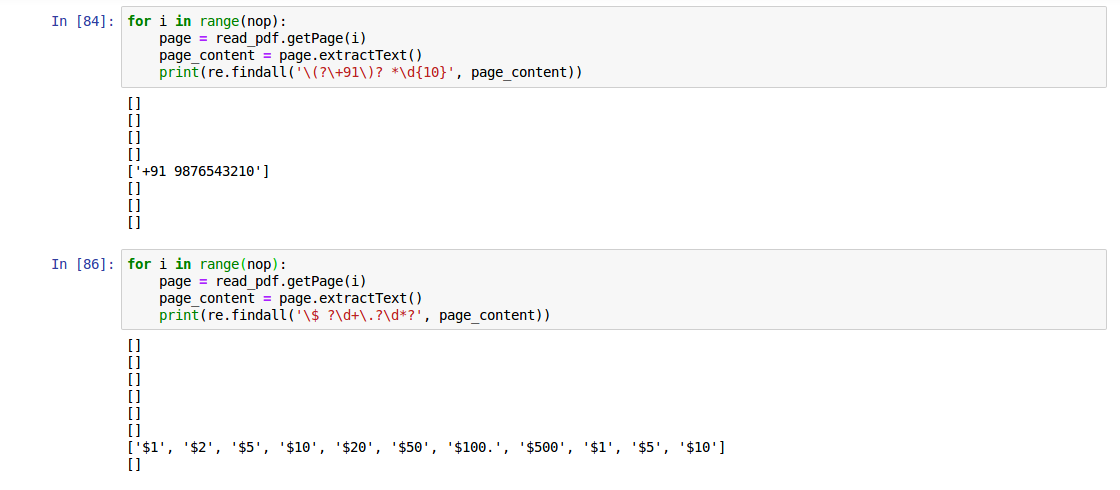 In [84]: for i in range(nop):
    page = read_pdf.getPage(i)
    page_content = page.extractText()
    print(re.findall('\(?\+91\)? *\d{10}', page_content))
[]
[]
[]
[]
['+91 9876543210']
[]
[]
[]
In [86]: for i in range(nop):
    page = read_pdf.getPage(i)
    page_content = page.extractText()
    print(re.findall('\$ ?\d+\.?\d*?', page_content))
[]
[]
[]
[]
[]
[]
['$1', '$2', '$5', '$10', '$20', '$50', '$100.', '$500', '$1', '$5', '$10']
[]